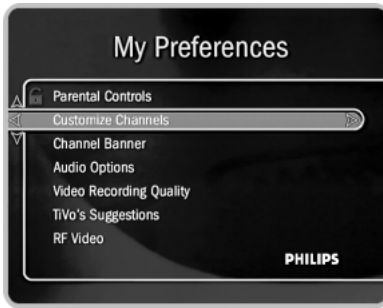 My Preferences
Parental Controls
Customize Channels
Channel Banner
Audio Options
Video Recording Quality
TiVo's Suggestions
RF Video
PHILIPS